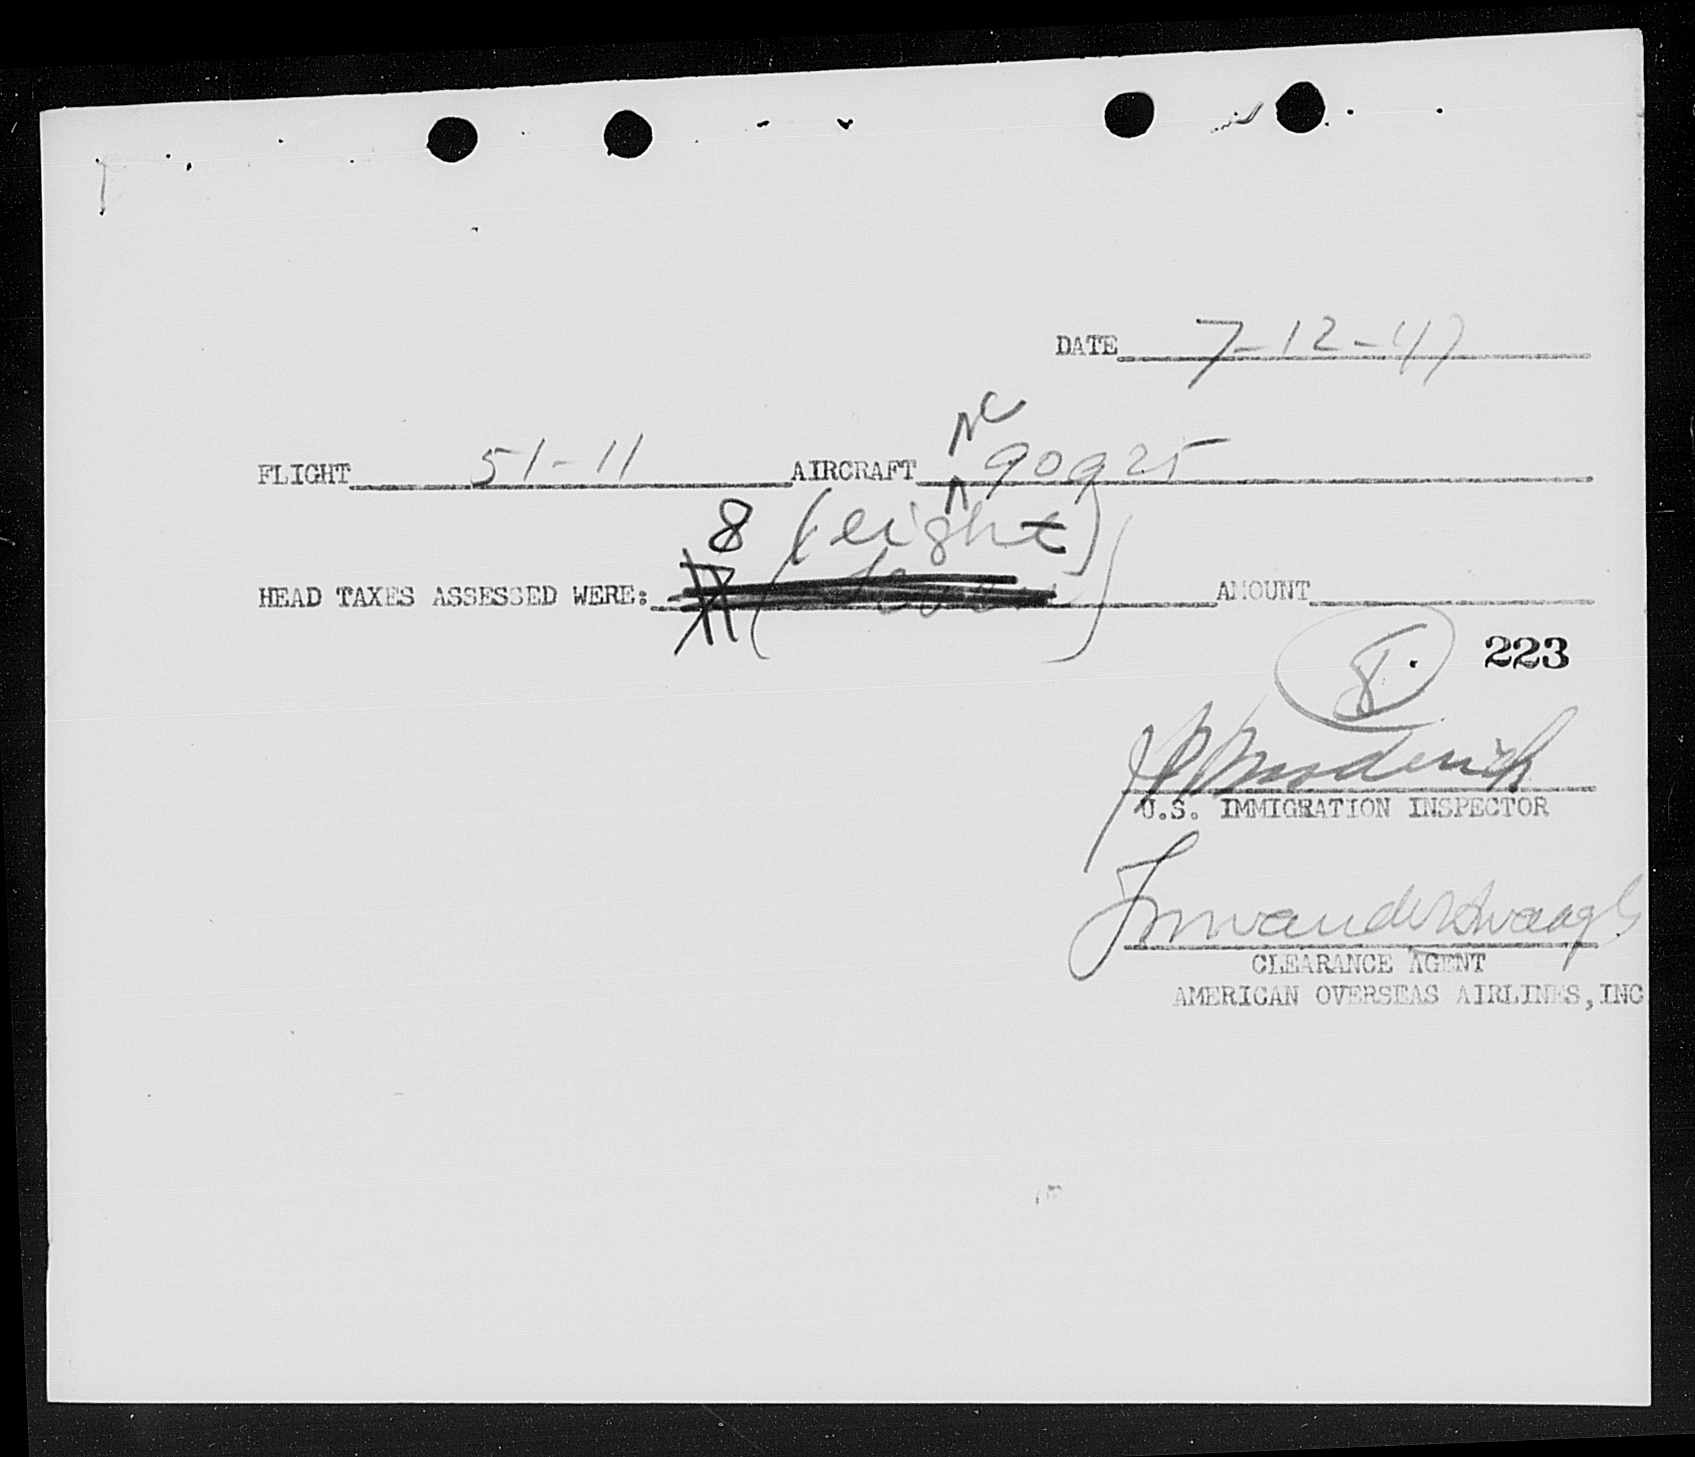 DATE 7-12-47
NC
FLIGHT 51-11 AIRCRAFT 90925
8 (eight)
HEAD TAXES ASSESSED WERE: AMOUNT
8. 223
J P Broderick
U.S. IMMIGRATION INSPECTOR
CLEARANCE AGENT
AMERICAN OVERSEAS AIRLINES, INC